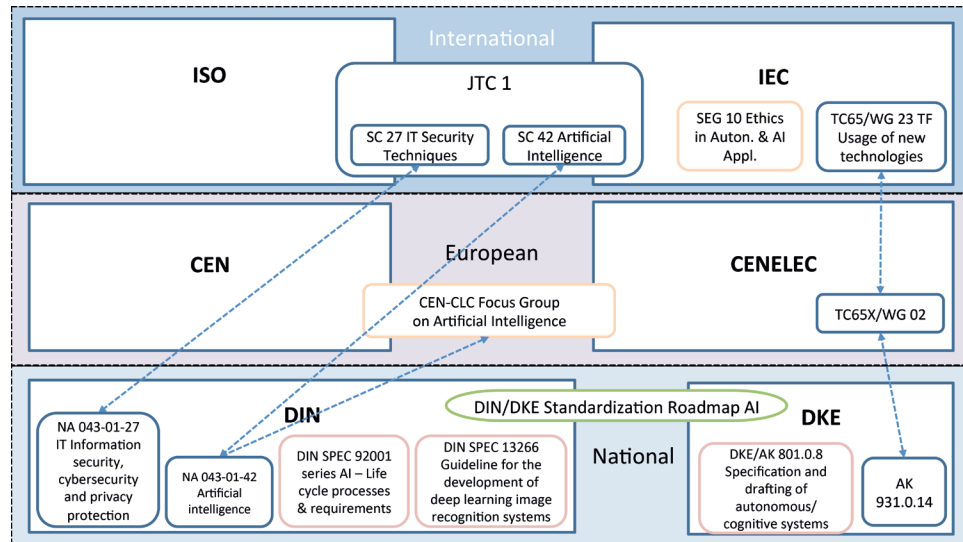 International
ISO
JTC 1
IEC
SC 27 IT Security
Techniques
SC 42 Artificial
Intelligence
SEG 10 Ethics
in Auton. & AI
Appl.
TC65/WG 23 TF
Usage of new
technologies
European
CEN
CENELEC
CEN-CLC Focus Group
on Artificial Intelligence
TC65X/WG 02
DIN/DKE Standardization Roadmap AI
DIN
DKE
National
NA 043-01-27
IT Information
security,
cybersecurity
and privacy
protection
NA 043-01-42
Artificial
intelligence
DIN SPEC 92001
series AI – Life
cycle processes
& requirements
DIN SPEC 13266
Guideline for the
development of
deep learning image
recognition systems
DKE/AK 801.0.8
Specification and
drafting of
autonomous/
cognitive systems
AK
931.0.14